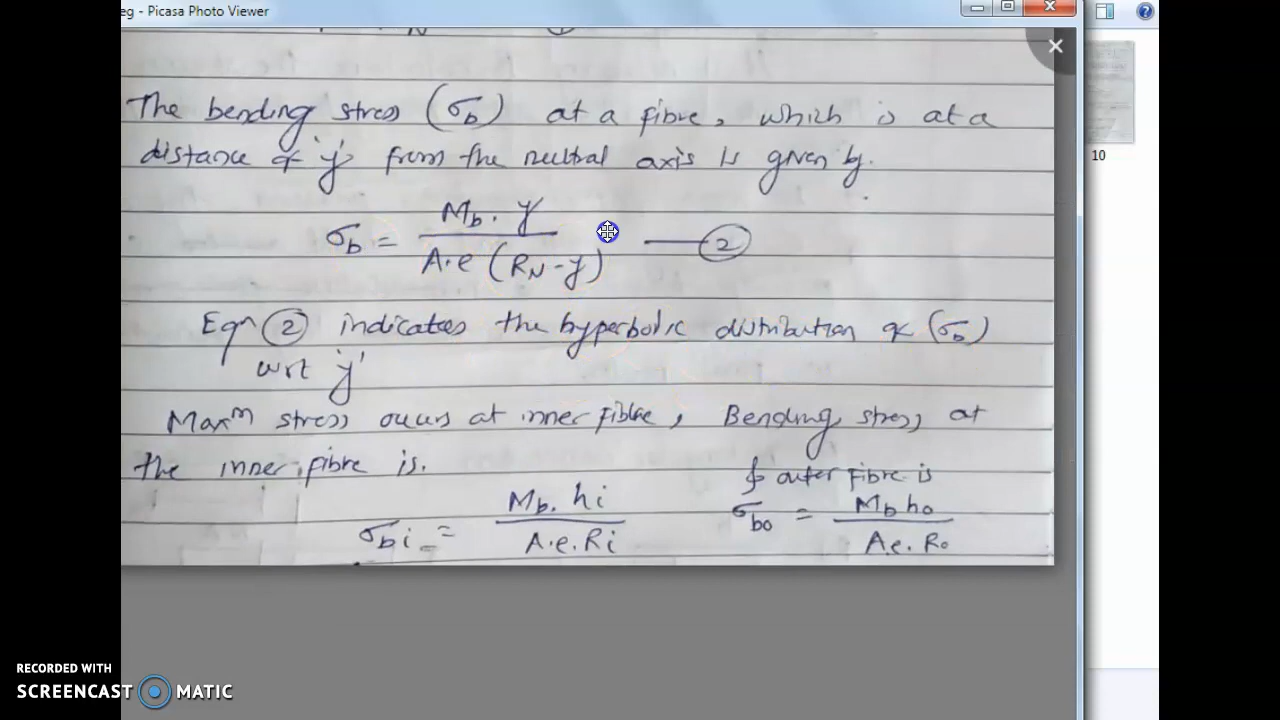 eg - Picasa Photo Viewer
The bending stress (σb) at a fibre, which is at a
distance of 'y' from the neutral axis is given by.
σb = Mb . y / A.e (RN - y) —— ②
Eqn ② indicates the hyperbolic distribution of (σb)
wrt 'y'
Maxm stress occurs at inner fibre, Bending stress at
the inner fibre is.
& outer fibre is
σbi = Mb. hi / A.e. Ri
σbo = Mb ho / A e. Ro
10
RECORDED WITH
SCREENCAST MATIC